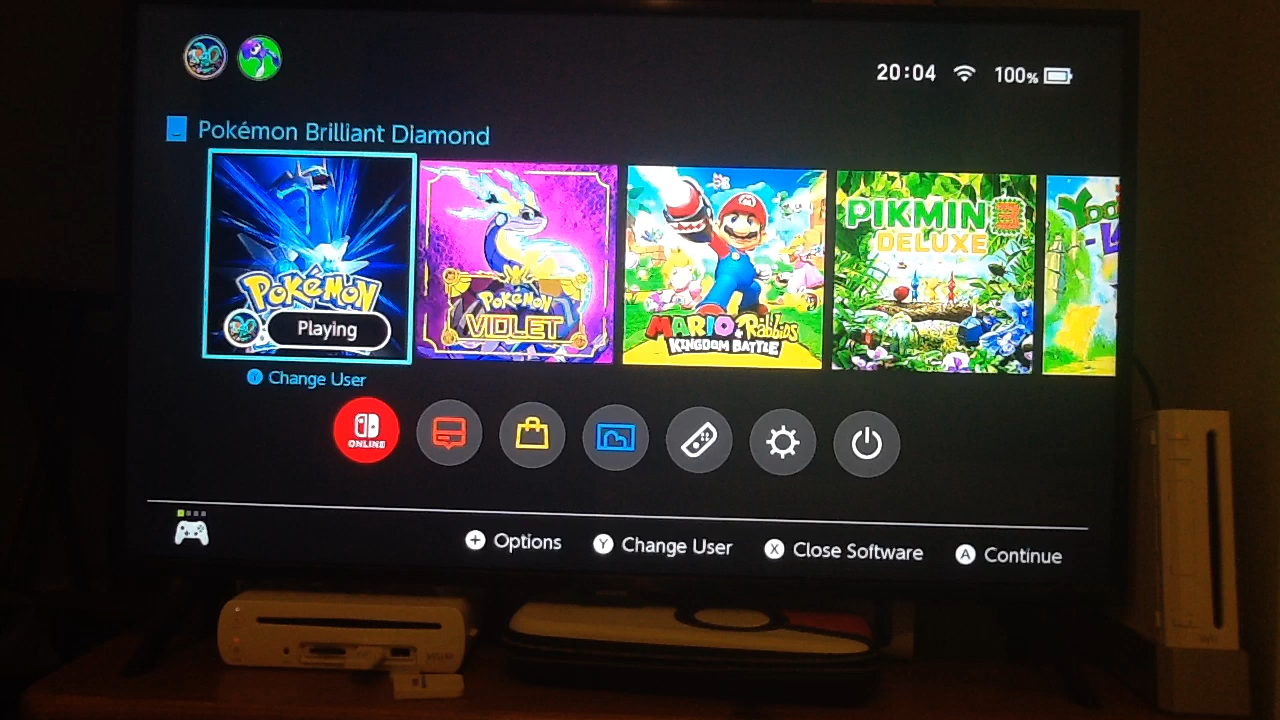 20:04 100%
Pokémon Brilliant Diamond
POKéMON
Playing
POKéMON
VIOLET
MARIO + Rabbids
KINGDOM BATTLE
PIKMIN 3
DELUXE
Y Change User
ONLINE
+ Options
Y Change User
X Close Software
A Continue
Wii